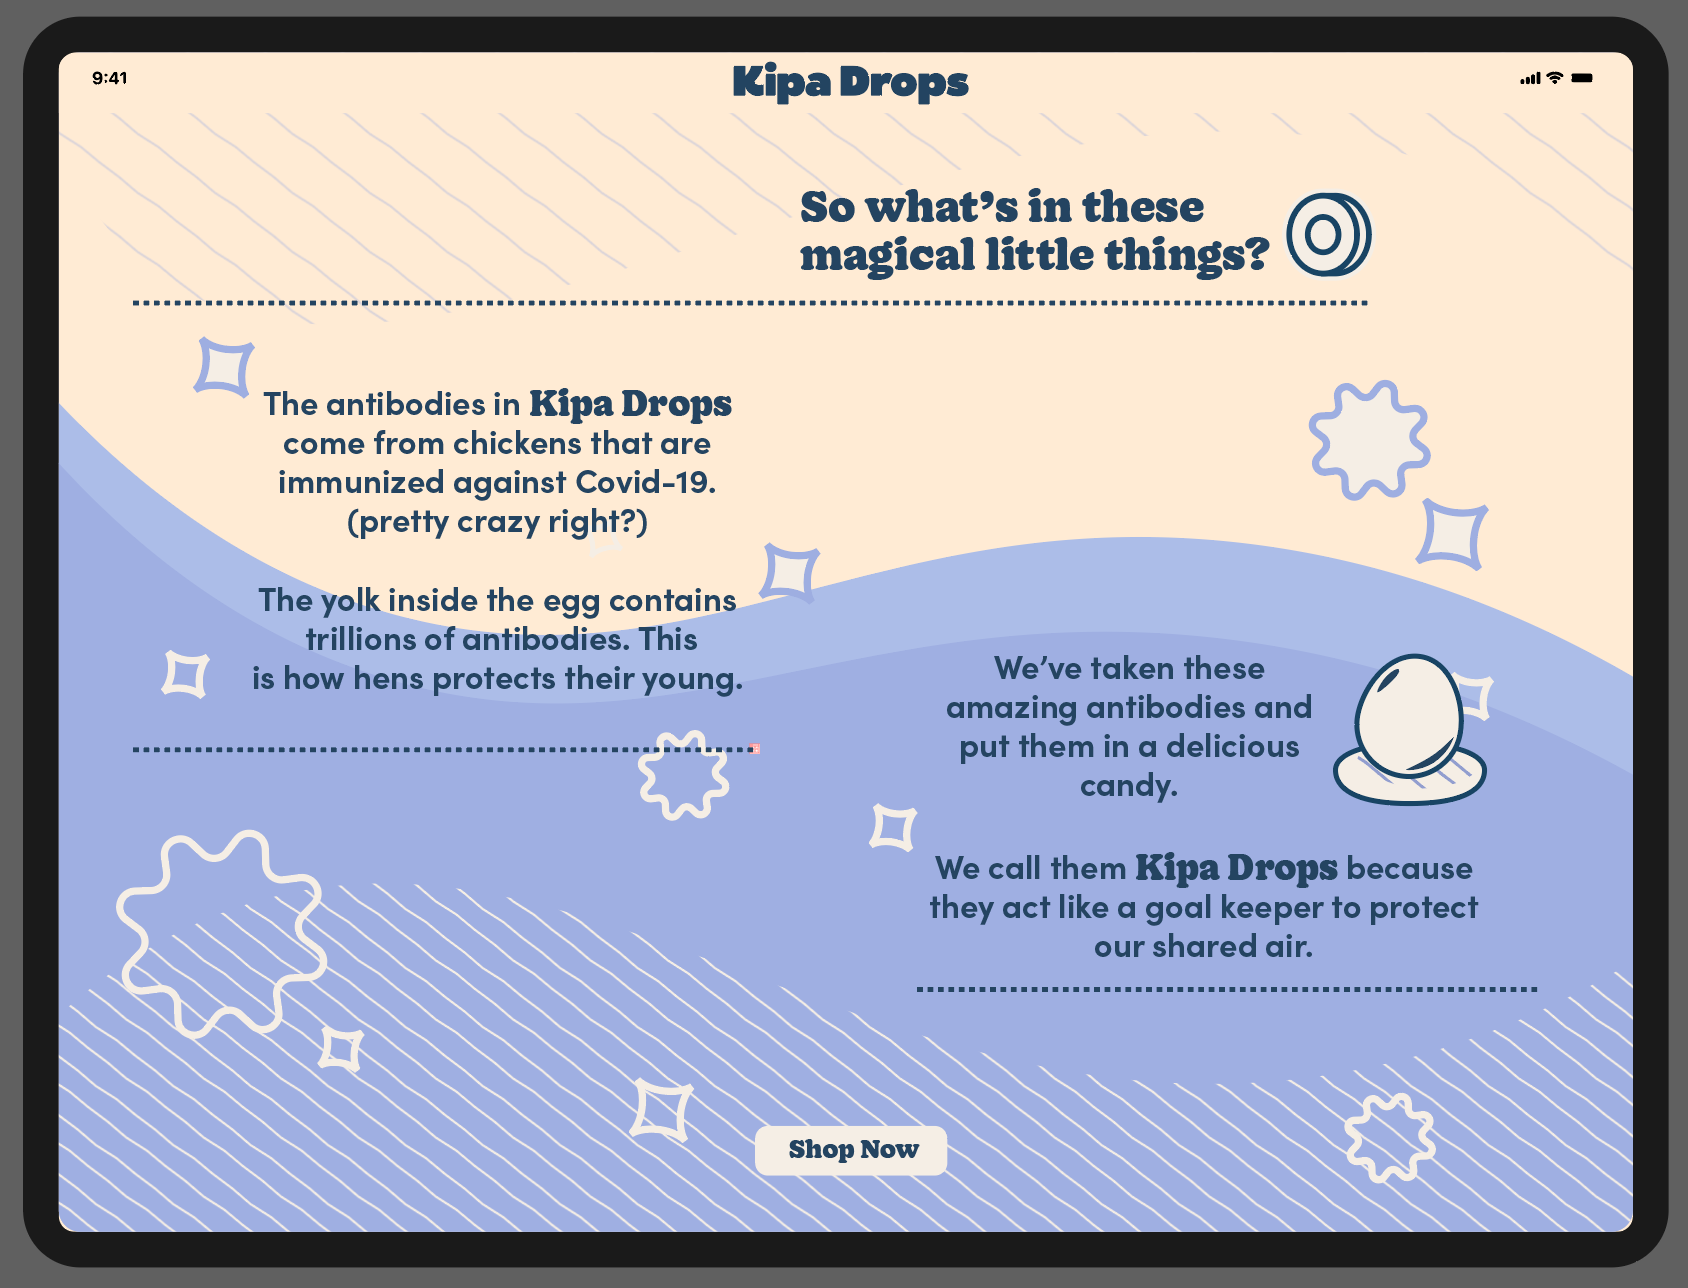 9:41
Kipa Drops
So what's in these
magical little things?
The antibodies in Kipa Drops
come from chickens that are
immunized against Covid-19.
(pretty crazy right?)
The yolk inside the egg contains
trillions of antibodies. This
is how hens protects their young.
We've taken these
amazing antibodies and
put them in a delicious
candy.
We call them Kipa Drops because
they act like a goal keeper to protect
our shared air.
Shop Now